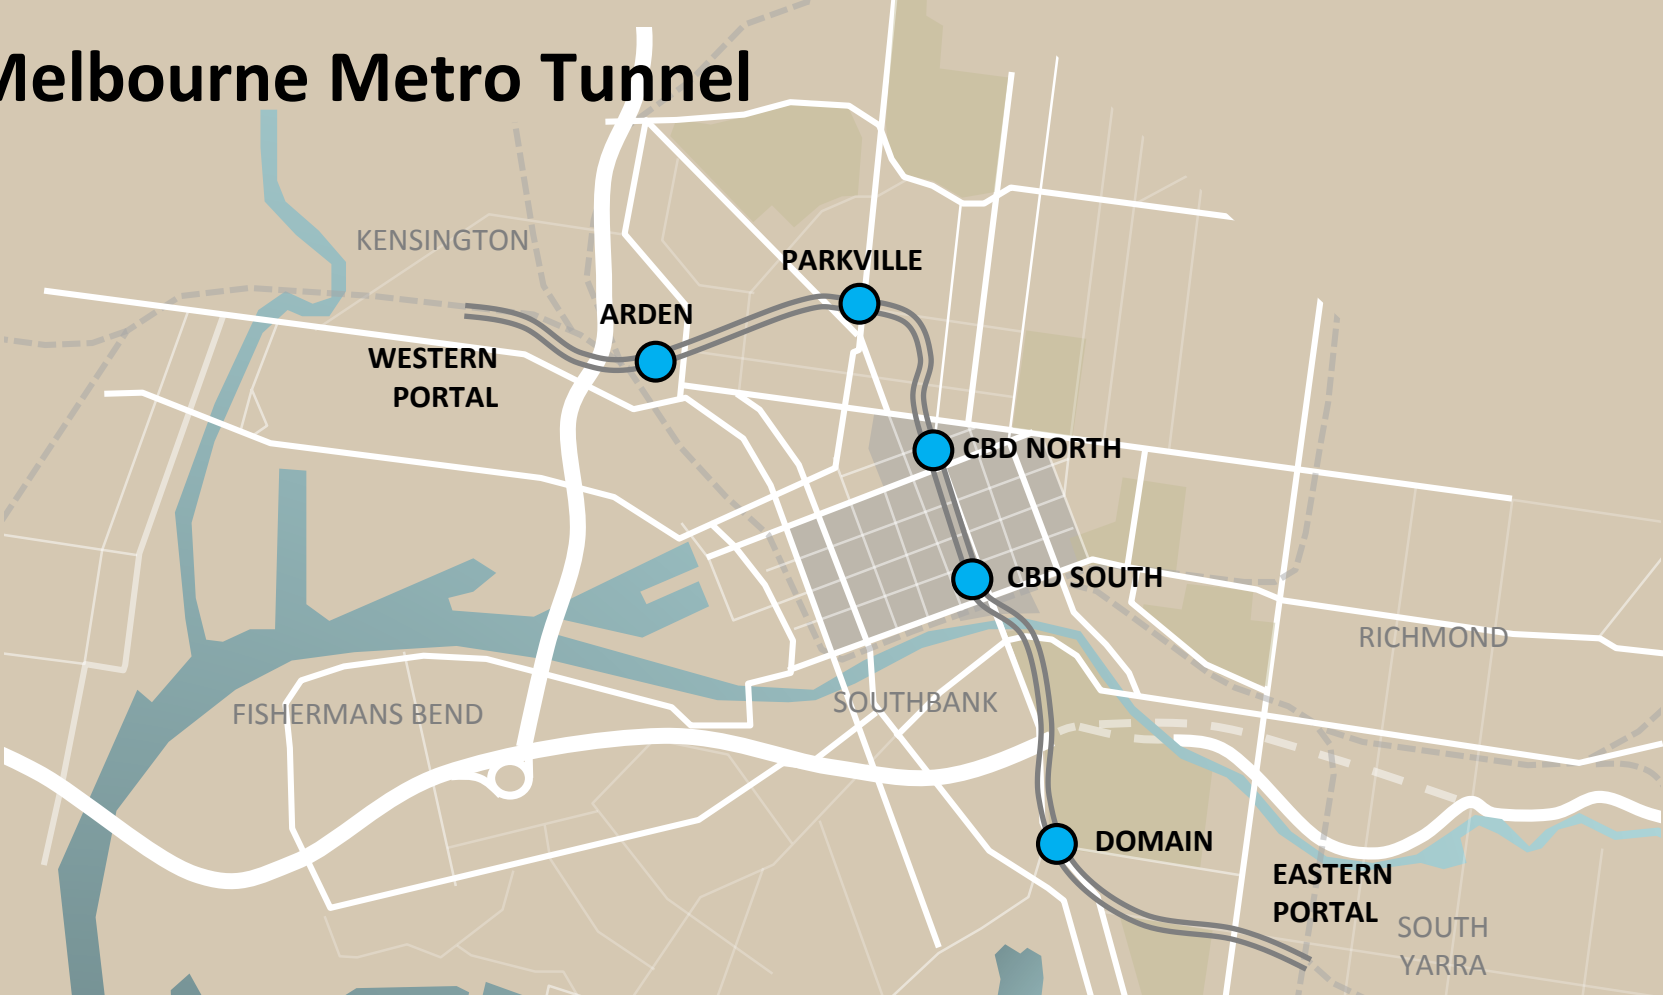 Melbourne Metro Tunnel
KENSINGTON
PARKVILLE
ARDEN
WESTERN
PORTAL
CBD NORTH
CBD SOUTH
RICHMOND
SOUTHBANK
FISHERMANS BEND
DOMAIN
EASTERN
PORTAL
SOUTH
YARRA